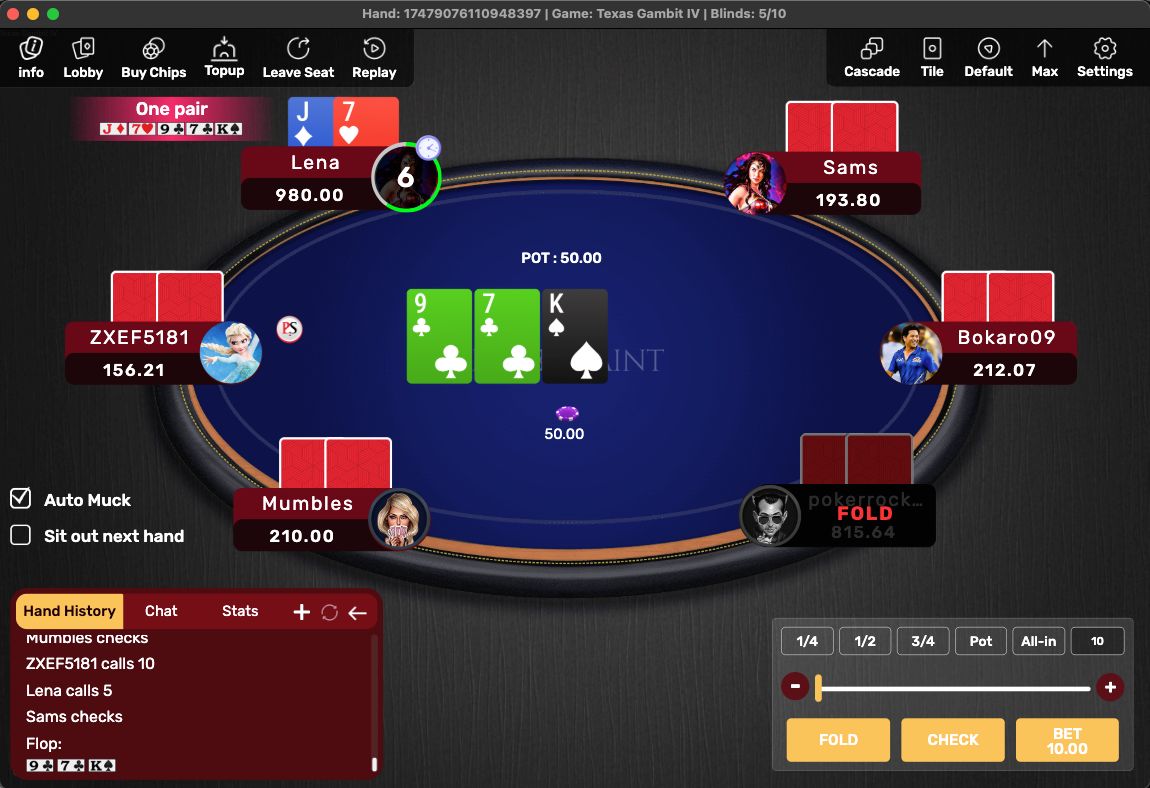 Hand: 17479076110948397 | Game: Texas Gambit IV | Blinds: 5/10
info
Lobby
Buy Chips
Topup
Leave Seat
Replay
Cascade
Tile
Default
Max
Settings
One pair
J♦ 7♥ 9♣ 7♣ K♠
J
7
Lena
980.00
6
Sams
193.80
POT : 50.00
ZXEF5181
156.21
PS
9
7
K
AINT
Bokaro09
212.07
50.00
Mumbles
210.00
pokerrock...
FOLD
815.64
Auto Muck
Sit out next hand
Hand History
Chat
Stats
Mumbles checks
ZXEF5181 calls 10
Lena calls 5
Sams checks
Flop:
9♣ 7♣ K♠
1/4
1/2
3/4
Pot
All-in
10
FOLD
CHECK
BET
10.00